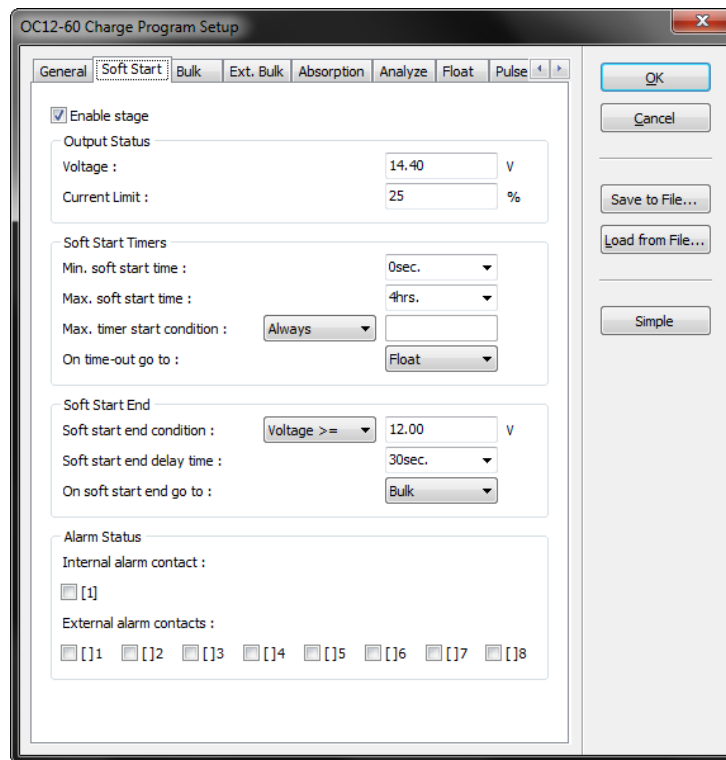 OC12-60 Charge Program Setup
General Soft Start Bulk Ext. Bulk Absorption Analyze Float Pulse
OK
Cancel
Save to File...
Load from File...
Simple
Enable stage
Output Status
Voltage : 14.40 V
Current Limit : 25 %
Soft Start Timers
Min. soft start time : 0sec.
Max. soft start time : 4hrs.
Max. timer start condition : Always
On time-out go to : Float
Soft Start End
Soft start end condition : Voltage >= 12.00 V
Soft start end delay time : 30sec.
On soft start end go to : Bulk
Alarm Status
Internal alarm contact :
[1]
External alarm contacts :
[]1 []2 []3 []4 []5 []6 []7 []8